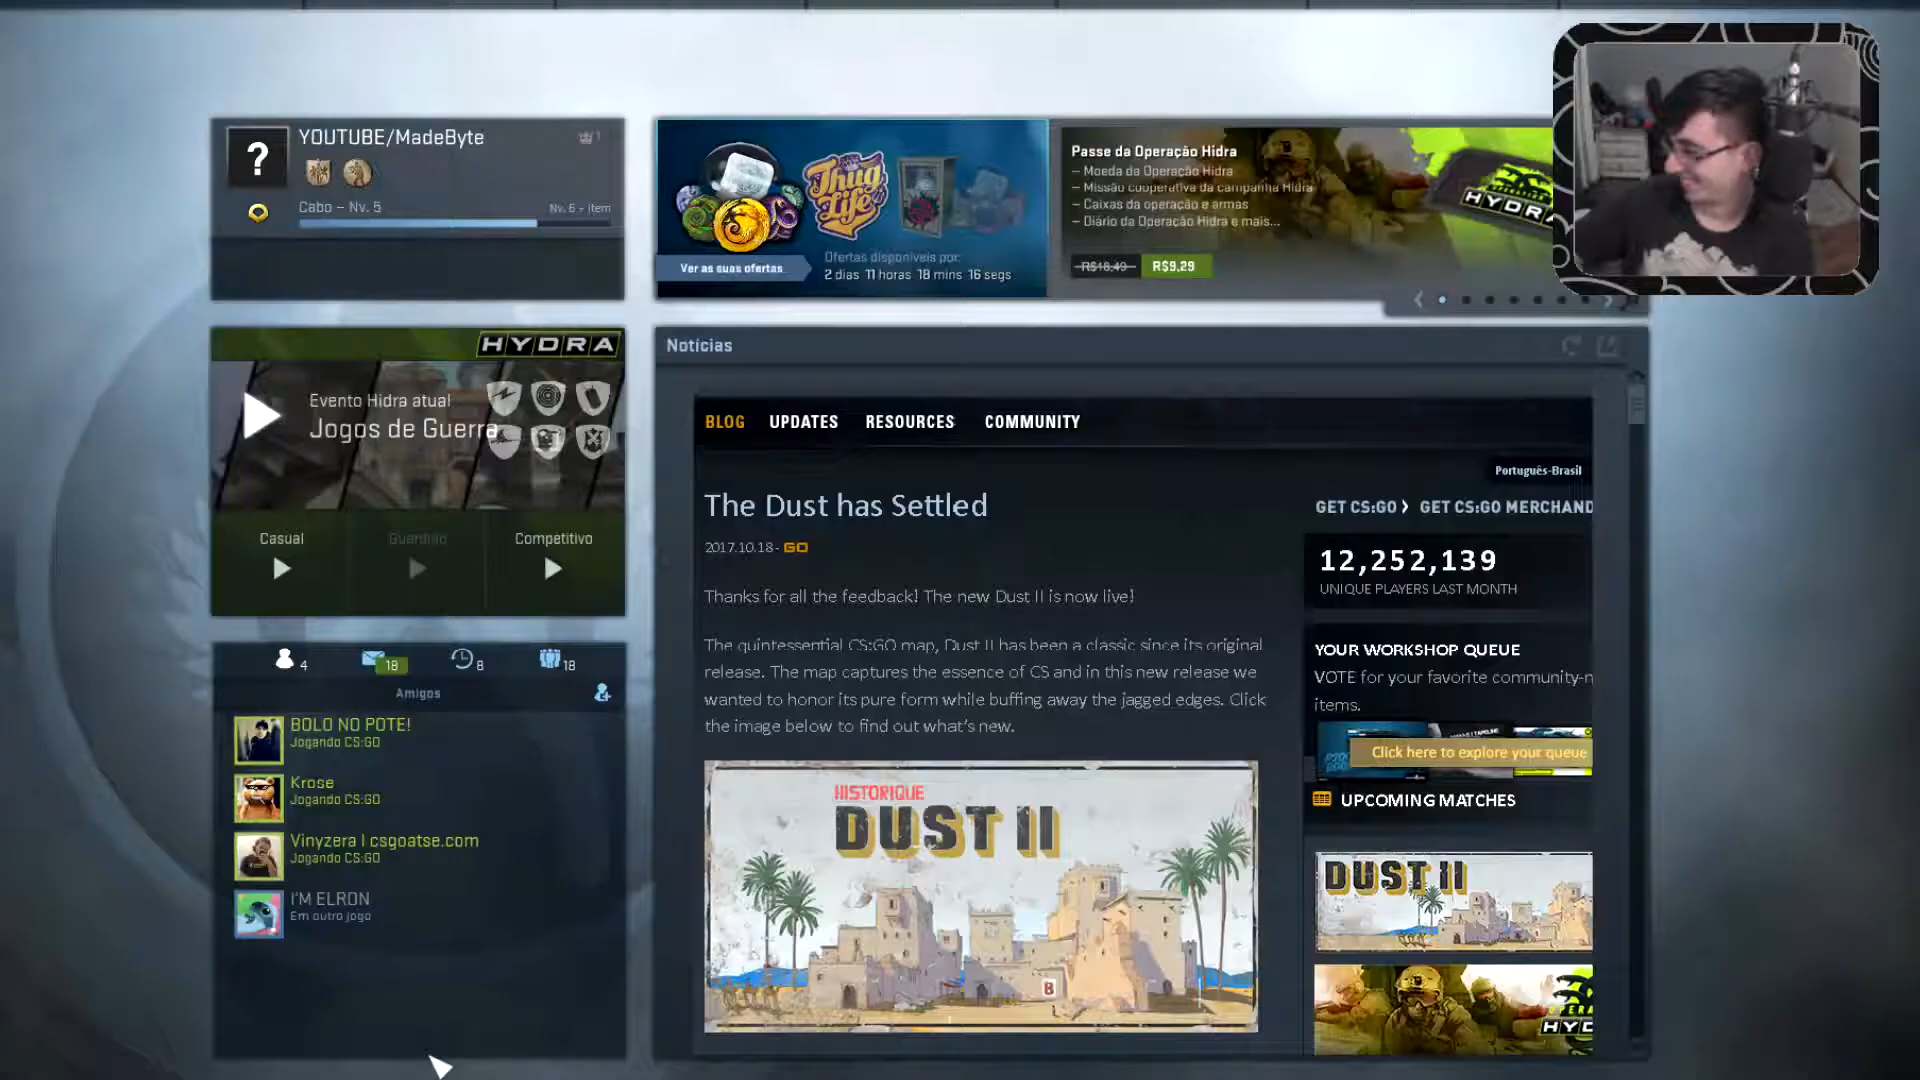 YOUTUBE/MadeByte
1
?
Cabo – Nv. 5
Nv. 6 + item
Thug Life
Ver as suas ofertas
Ofertas disponíveis por:
2 dias 11 horas 18 mins 16 segs
Passe da Operação Hidra
– Moeda da Operação Hidra
– Missão cooperativa da campanha Hidra
– Caixas da operação e armas
– Diário da Operação Hidra e mais...
R$18,49
R$9,29
HYDRA
HYDRA
Evento Hidra atual
Jogos de Guerra
Casual
Guardião
Competitivo
4
18
8
18
Amigos
BOLO NO POTE!
Jogando CS:GO
Krose
Jogando CS:GO
Vinyzera | csgoatse.com
Jogando CS:GO
I'M ELRON
Em outro jogo
Notícias
BLOG UPDATES RESOURCES COMMUNITY
Português-Brasil
The Dust has Settled
2017.10.18 - GO
Thanks for all the feedback! The new Dust II is now live!
The quintessential CS:GO map, Dust II has been a classic since its original
release. The map captures the essence of CS and in this new release we
wanted to honor its pure form while buffing away the jagged edges. Click
the image below to find out what's new.
HISTORIQUE
DUST II
B
GET CS:GO › GET CS:GO MERCHAND
12,252,139
UNIQUE PLAYERS LAST MONTH
YOUR WORKSHOP QUEUE
VOTE for your favorite community-n
items.
Click here to explore your queue
UPCOMING MATCHES
DUST II
OPERA
HYD